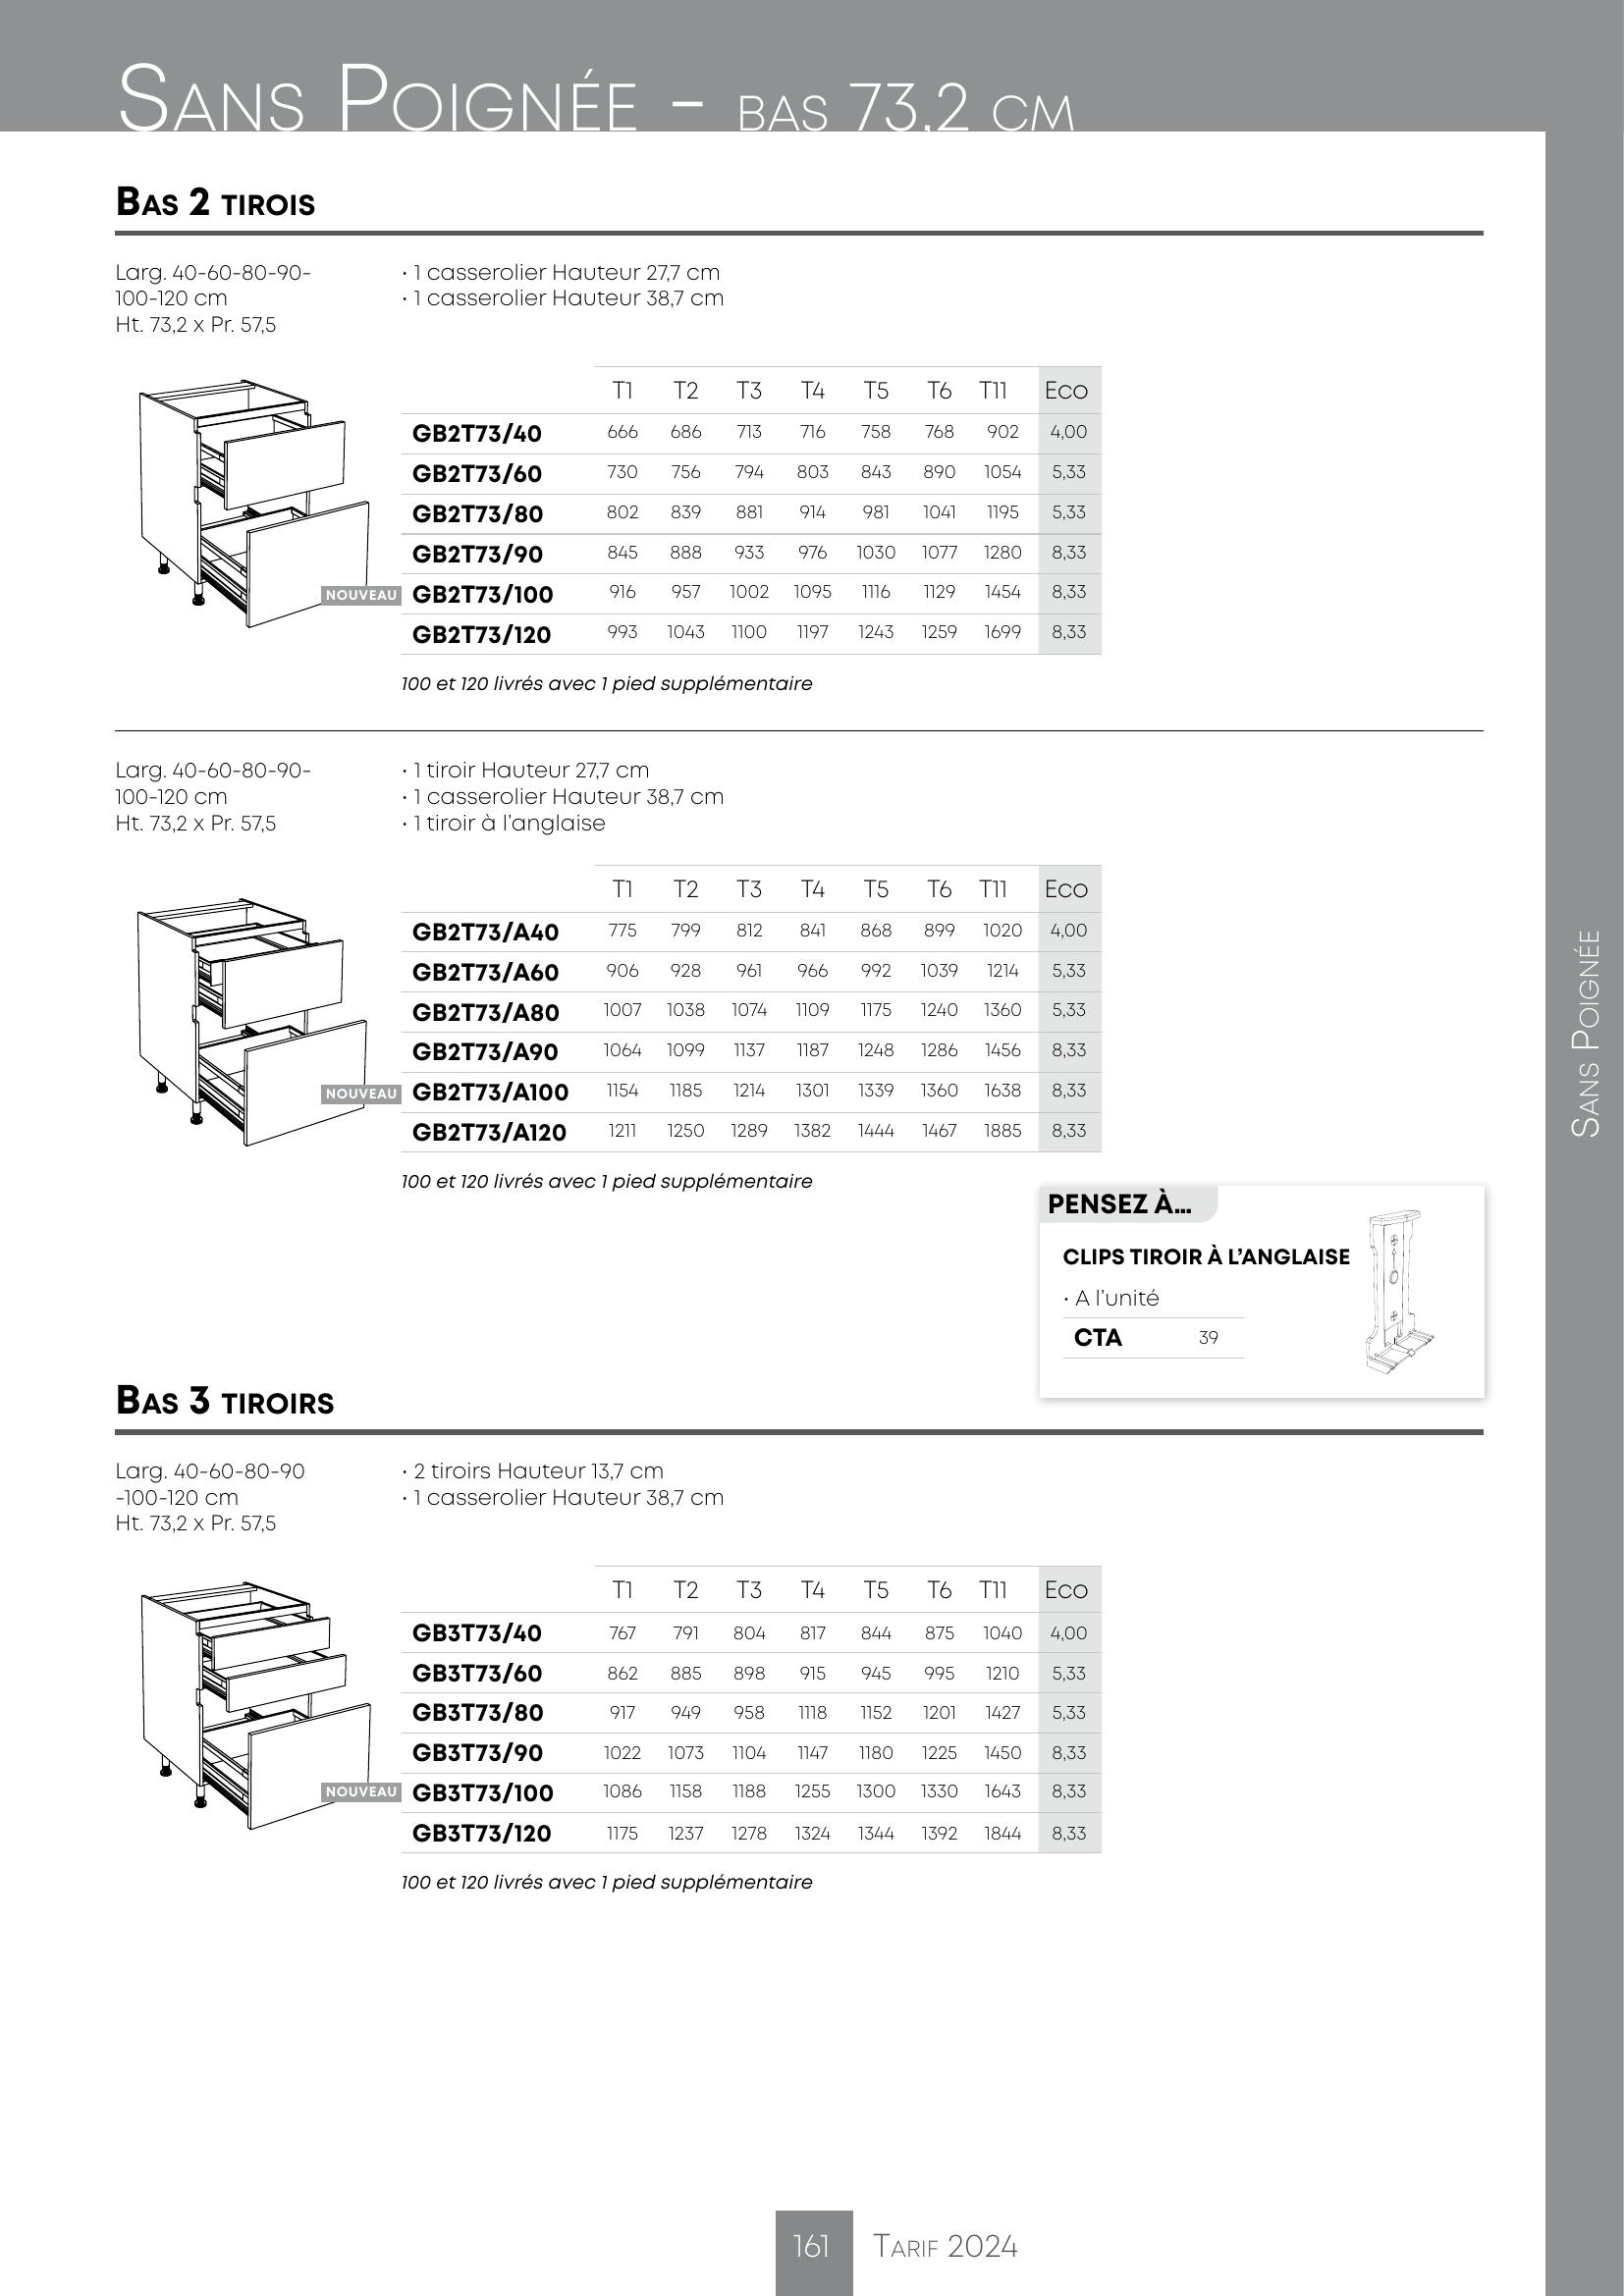 Sans Poignée - bas 73,2 cm
Bas 2 tirois
Larg. 40-60-80-90-
100-120 cm
Ht. 73,2 x Pr. 57,5
· 1 casserolier Hauteur 27,7 cm
· 1 casserolier Hauteur 38,7 cm
T1 T2 T3 T4 T5 T6 T11 Eco
GB2T73/40 666 686 713 716 758 768 902 4,00
GB2T73/60 730 756 794 803 843 890 1054 5,33
GB2T73/80 802 839 881 914 981 1041 1195 5,33
GB2T73/90 845 888 933 976 1030 1077 1280 8,33
NOUVEAU GB2T73/100 916 957 1002 1095 1116 1129 1454 8,33
GB2T73/120 993 1043 1100 1197 1243 1259 1699 8,33
100 et 120 livrés avec 1 pied supplémentaire
Larg. 40-60-80-90-
100-120 cm
Ht. 73,2 x Pr. 57,5
· 1 tiroir Hauteur 27,7 cm
· 1 casserolier Hauteur 38,7 cm
· 1 tiroir à l'anglaise
T1 T2 T3 T4 T5 T6 T11 Eco
GB2T73/A40 775 799 812 841 868 899 1020 4,00
GB2T73/A60 906 928 961 966 992 1039 1214 5,33
GB2T73/A80 1007 1038 1074 1109 1175 1240 1360 5,33
GB2T73/A90 1064 1099 1137 1187 1248 1286 1456 8,33
NOUVEAU GB2T73/A100 1154 1185 1214 1301 1339 1360 1638 8,33
GB2T73/A120 1211 1250 1289 1382 1444 1467 1885 8,33
100 et 120 livrés avec 1 pied supplémentaire
PENSEZ À...
CLIPS TIROIR À L'ANGLAISE
· A l'unité
CTA 39
Bas 3 tiroirs
Larg. 40-60-80-90
-100-120 cm
Ht. 73,2 x Pr. 57,5
· 2 tiroirs Hauteur 13,7 cm
· 1 casserolier Hauteur 38,7 cm
T1 T2 T3 T4 T5 T6 T11 Eco
GB3T73/40 767 791 804 817 844 875 1040 4,00
GB3T73/60 862 885 898 915 945 995 1210 5,33
GB3T73/80 917 949 958 1118 1152 1201 1427 5,33
GB3T73/90 1022 1073 1104 1147 1180 1225 1450 8,33
NOUVEAU GB3T73/100 1086 1158 1188 1255 1300 1330 1643 8,33
GB3T73/120 1175 1237 1278 1324 1344 1392 1844 8,33
100 et 120 livrés avec 1 pied supplémentaire
Sans Poignée
161 Tarif 2024